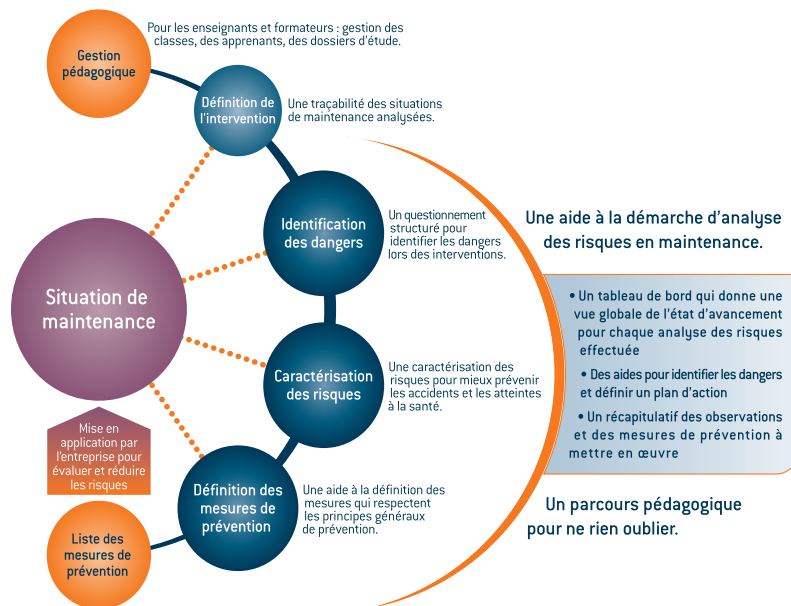 Gestion
pédagogique
Pour les enseignants et formateurs : gestion des
classes, des apprenants, des dossiers d'étude.
Définition de
l'intervention
Une traçabilité des situations
de maintenance analysées.
Identification
des dangers
Un questionnement
structuré pour
identifier les dangers
lors des interventions.
Situation de
maintenance
Caractérisation
des risques
Une caractérisation des
risques pour mieux prévenir
les accidents et les atteintes
à la santé.
Mise en
application par
l'entreprise pour
évaluer et réduire
les risques
Définition des
mesures de
prévention
Une aide à la définition des
mesures qui respectent
les principes généraux
de prévention.
Liste des
mesures de
prévention
Une aide à la démarche d'analyse
des risques en maintenance.
• Un tableau de bord qui donne une
vue globale de l'état d'avancement
pour chaque analyse des risques
effectuée
• Des aides pour identifier les dangers
et définir un plan d'action
• Un récapitulatif des observations
et des mesures de prévention à
mettre en œuvre
Un parcours pédagogique
pour ne rien oublier.